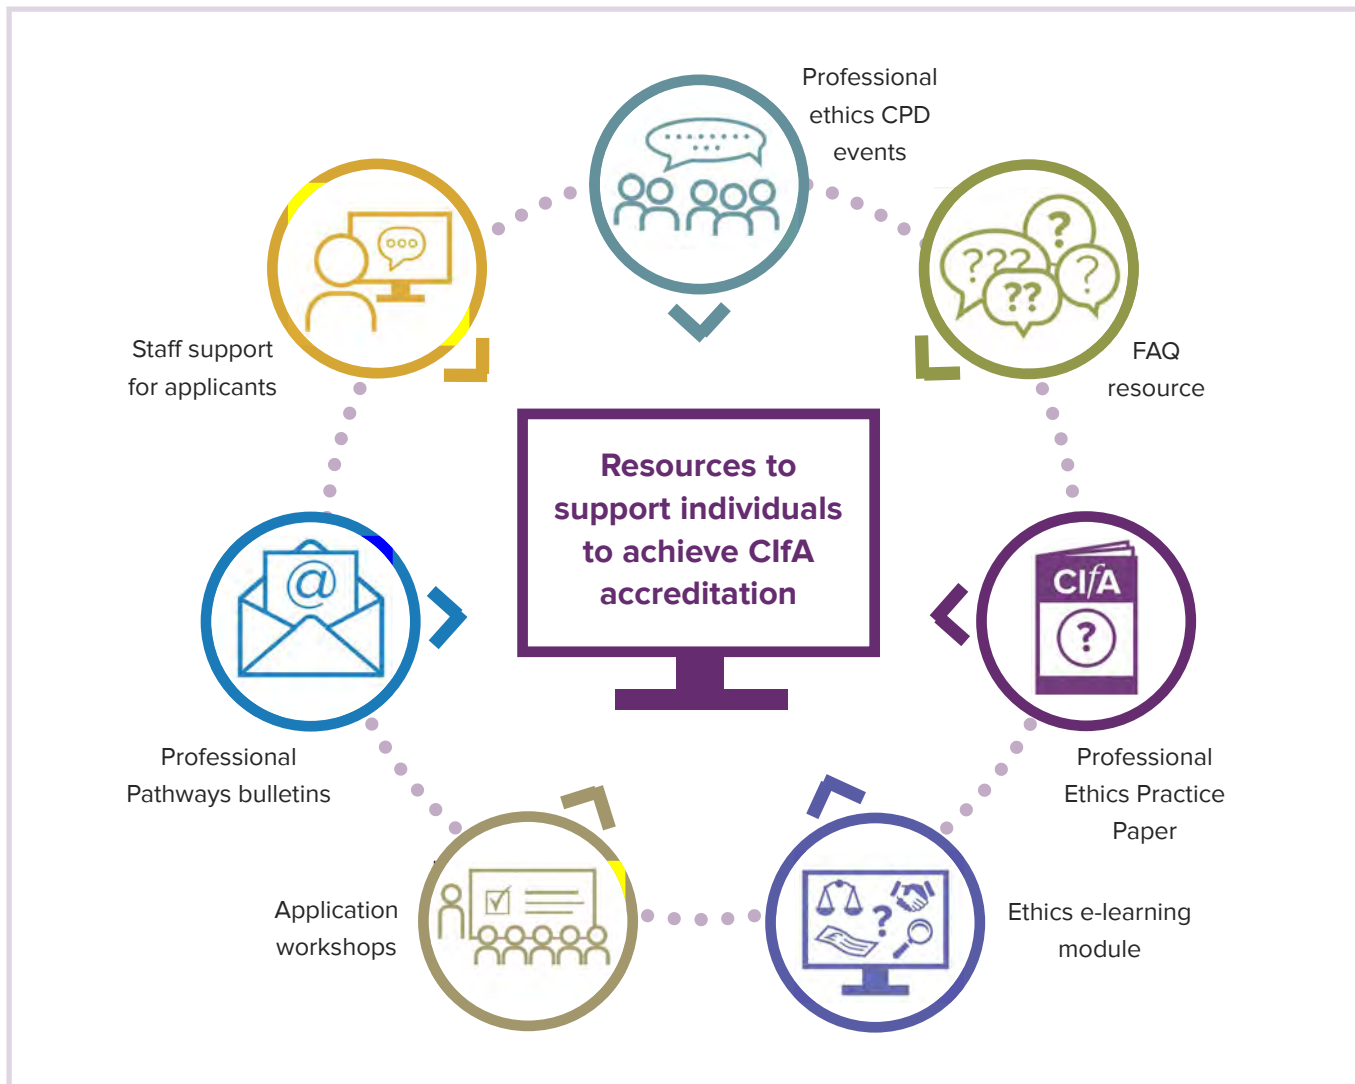 Professional
ethics CPD
events
FAQ
resource
CIfA
Professional
Ethics Practice
Paper
Ethics e-learning
module
Application
workshops
Professional
Pathways bulletins
Staff support
for applicants
Resources to
support individuals
to achieve CIfA
accreditation
???
?
??
?
@
?
?